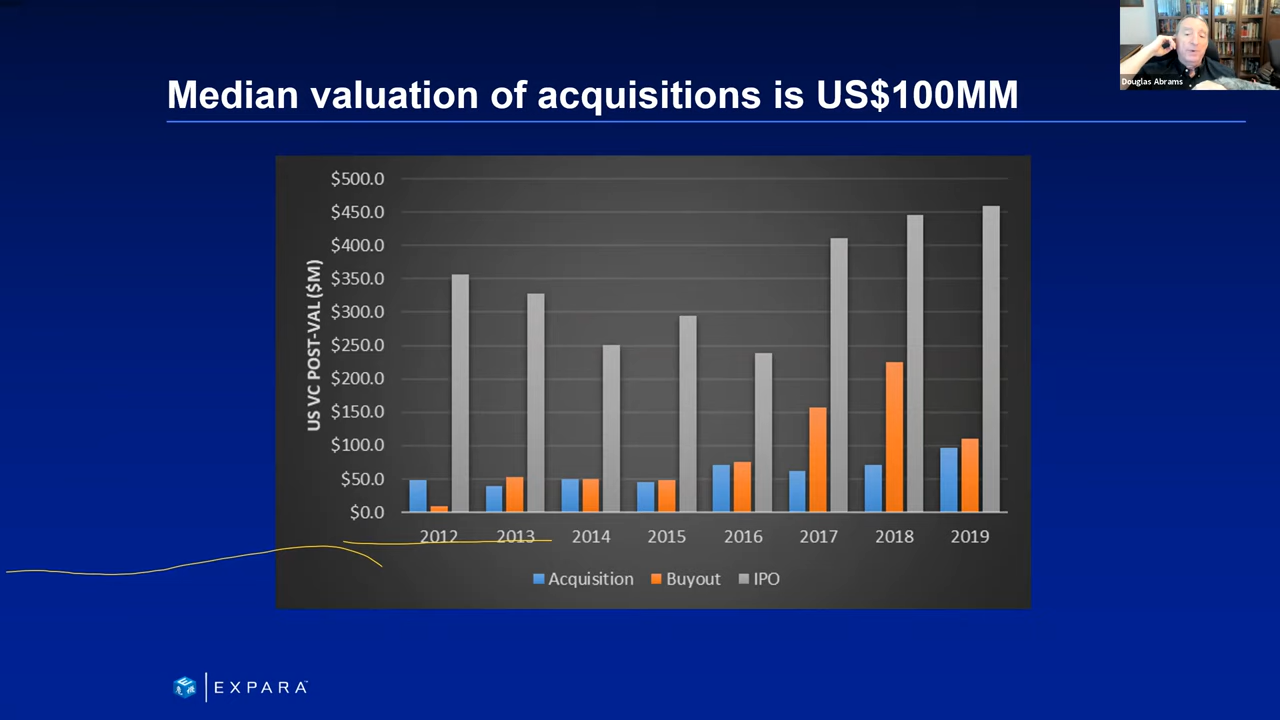 Douglas Abrams
Median valuation of acquisitions is US$100MM
US VC POST-VAL ($M)
$500.0
$450.0
$400.0
$350.0
$300.0
$250.0
$200.0
$150.0
$100.0
$50.0
$0.0
2012 2013 2014 2015 2016 2017 2018 2019
Acquisition Buyout IPO
EXPARA